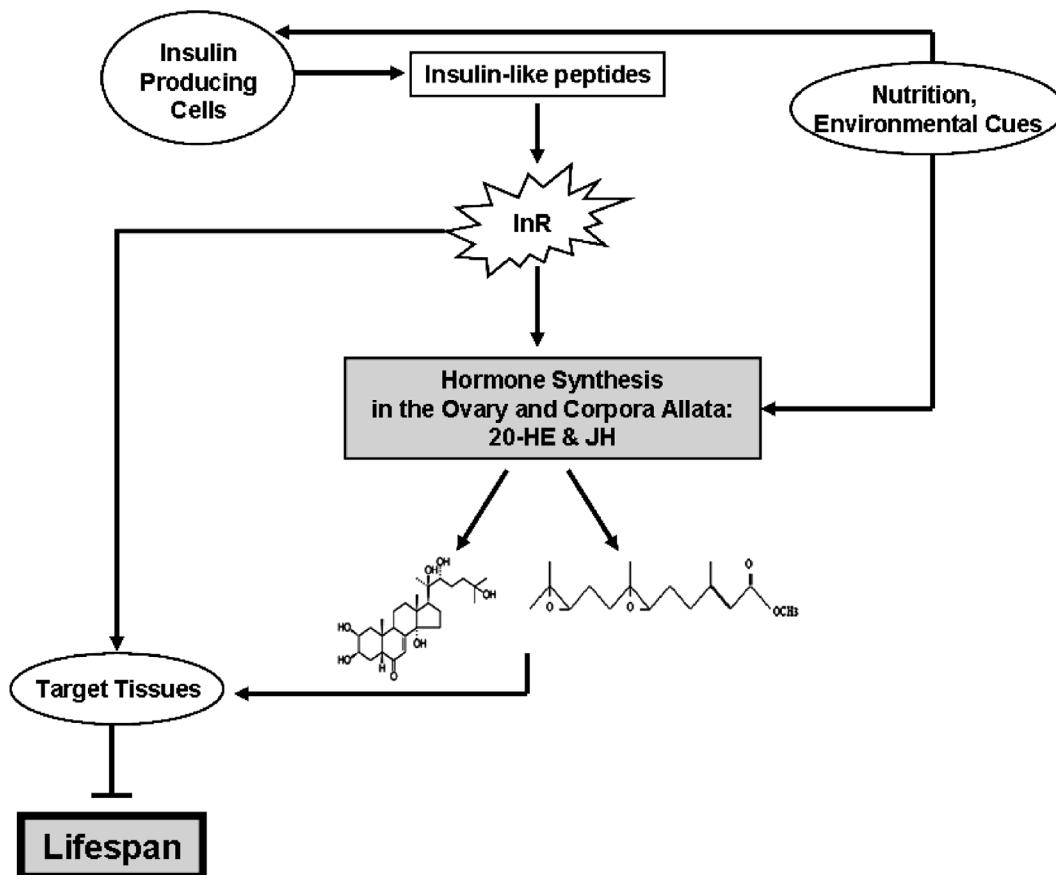 Insulin
Producing
Cells
Insulin-like peptides
Nutrition,
Environmental Cues
InR
Hormone Synthesis
in the Ovary and Corpora Allata:
20-HE & JH
OH
OH
OH
HO
HO
OH
H
O
O
O
O
OCH3
Target Tissues
Lifespan